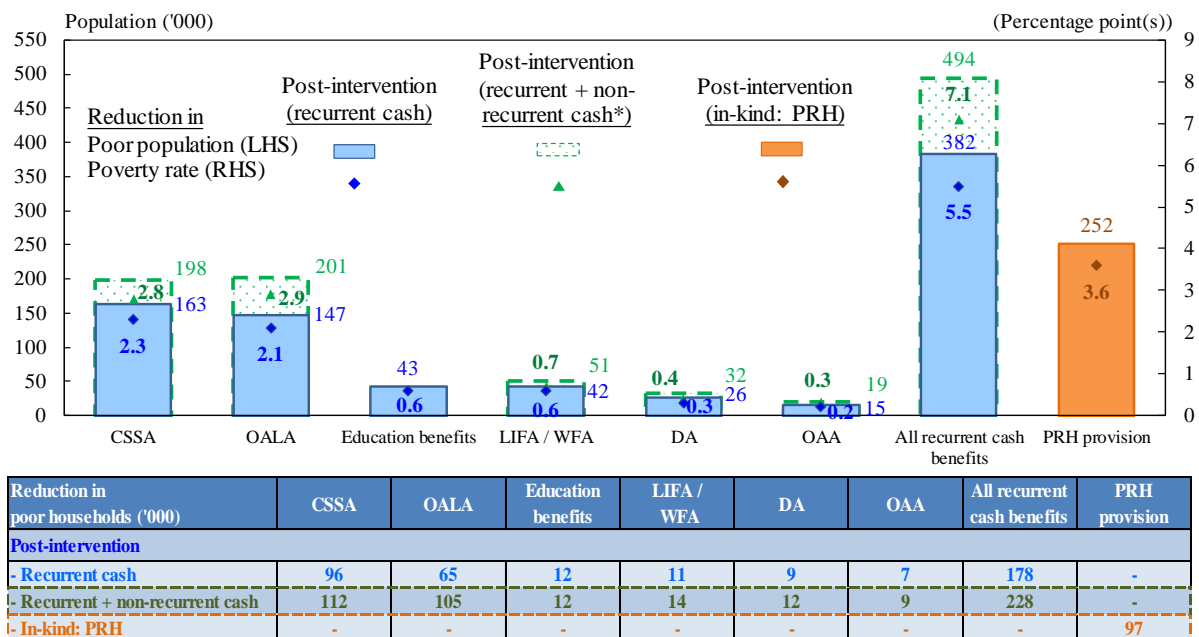 Population ('000)
(Percentage point(s))
550
500
450
400
350
300
250
200
150
100
50
0
9
8
7
6
5
4
3
2
1
0
Reduction in
Poor population (LHS)
Poverty rate (RHS)
Post-intervention
(recurrent cash)
Post-intervention
(recurrent + non-
recurrent cash*)
Post-intervention
(in-kind: PRH)
198
2.8
163
2.3
201
2.9
147
2.1
43
0.6
0.7
51
42
0.6
0.4
32
26
0.3
0.3
19
15
0.2
494
7.1
382
5.5
252
3.6
CSSA
OALA
Education benefits
LIFA / WFA
DA
OAA
All recurrent cash
benefits
PRH provision
Reduction in
poor households ('000)
CSSA
OALA
Education
benefits
LIFA /
WFA
DA
OAA
All recurrent
cash benefits
PRH
provision
Post-intervention
- Recurrent cash 96 65 12 11 9 7 178 -
- Recurrent + non-recurrent cash 112 105 12 14 12 9 228 -
- In-kind: PRH - - - - - - - 97